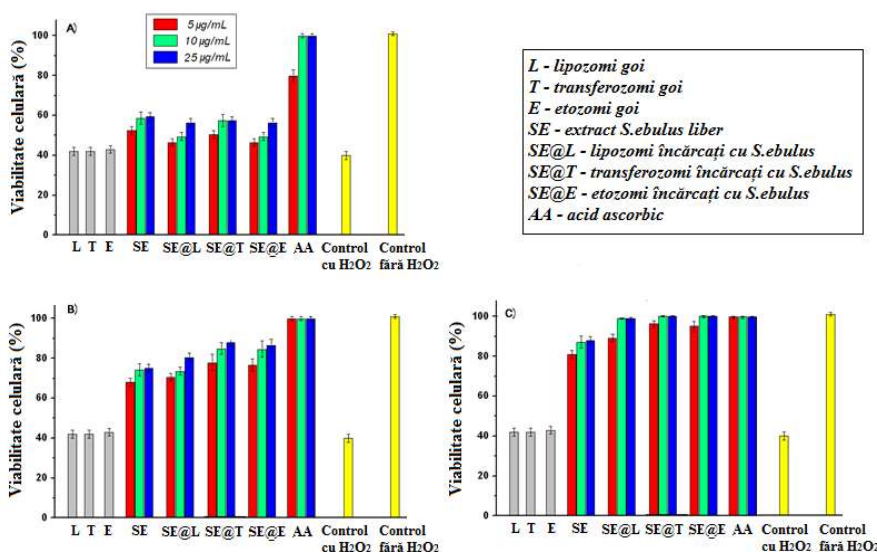 A)
5 µg/mL
10 µg/mL
25 µg/mL
Viabilitate celulară (%)
100
80
60
40
20
0
L T E SE SE@L SE@T SE@E AA Control Control
cu H2O2 fără H2O2
L - lipozomi goi
T - transferozomi goi
E - etozomi goi
SE - extract S.ebulus liber
SE@L - lipozomi încărcați cu S.ebulus
SE@T - transferozomi încărcați cu S.ebulus
SE@E - etozomi încărcați cu S.ebulus
AA - acid ascorbic
B)
Viabilitate celulară (%)
100
80
60
40
20
0
L T E SE SE@L SE@T SE@E AA Control Control
cu H2O2 fără H2O2
C)
Viabilitate celulară (%)
100
80
60
40
20
0
L T E SE SE@L SE@T SE@E AA Control Control
cu H2O2 fără H2O2